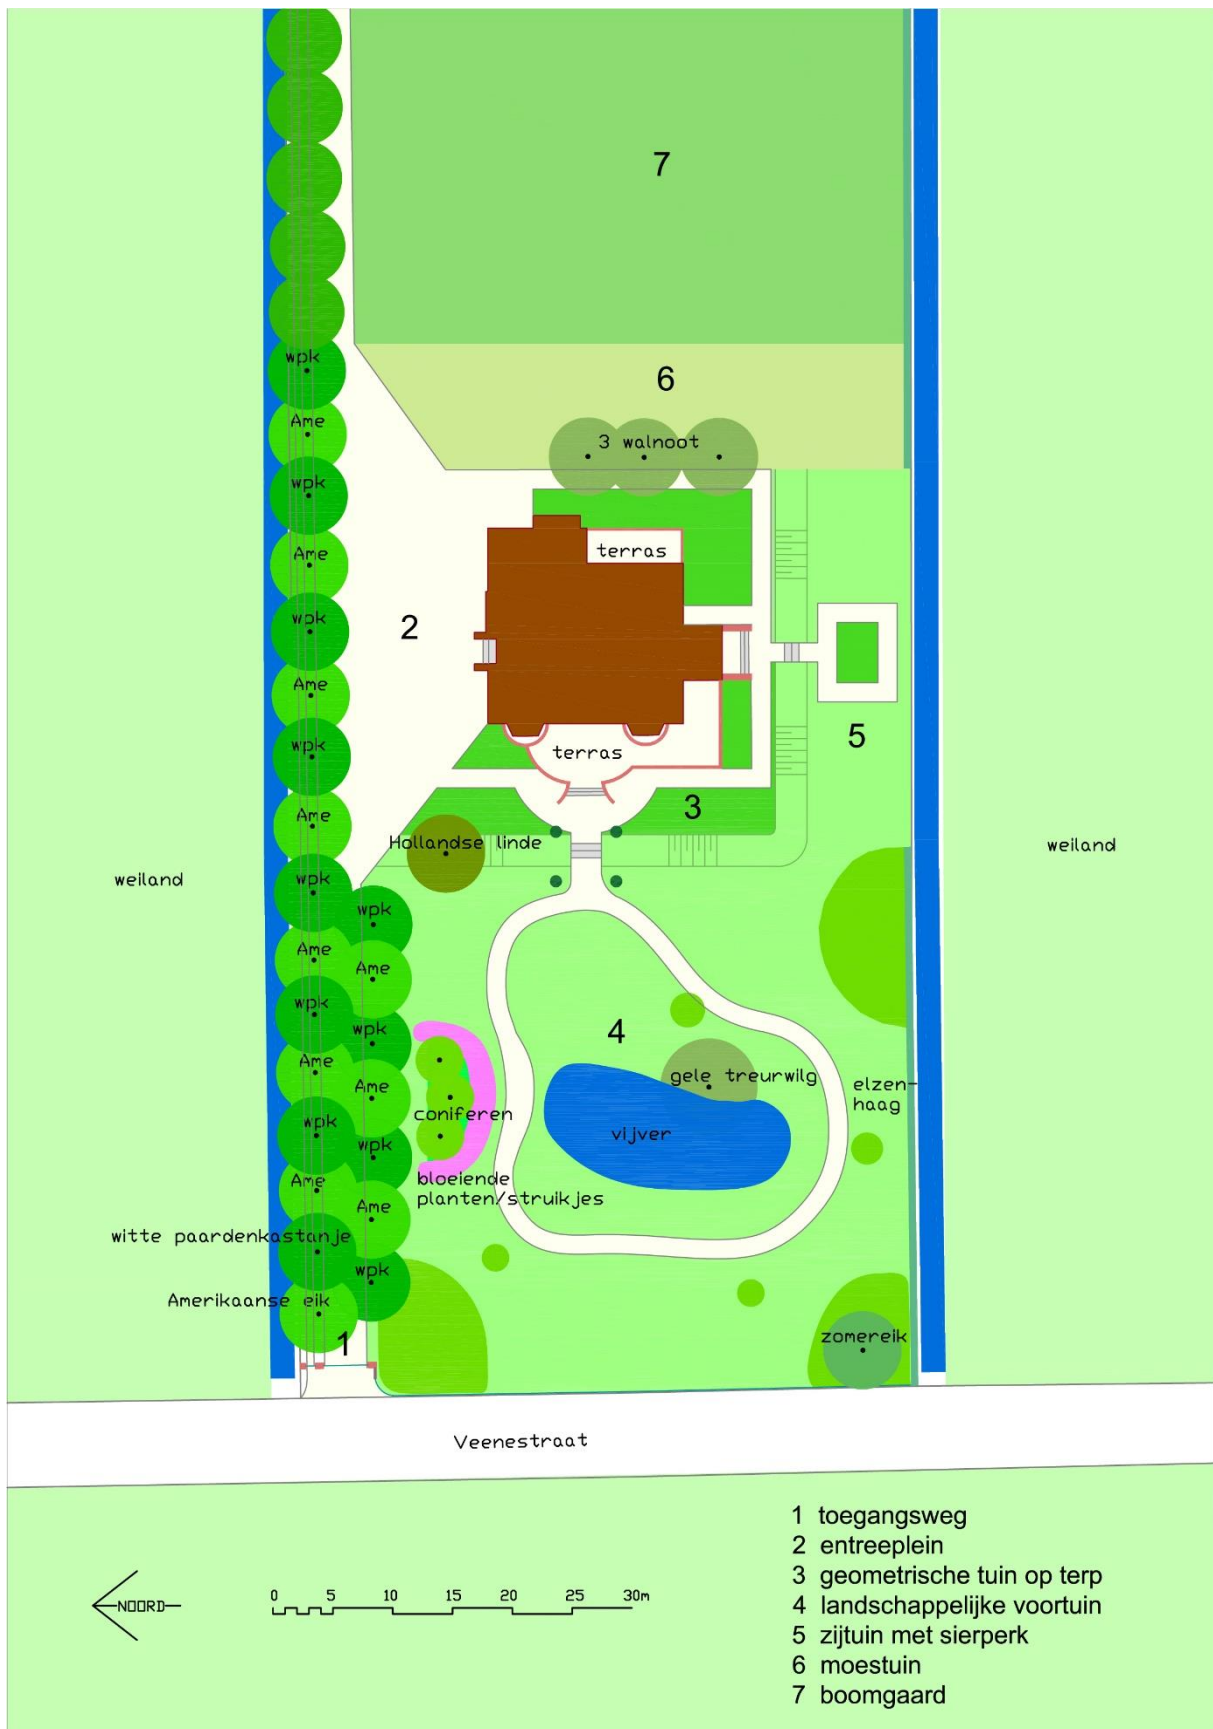 7
6
wpk
Ame
3 walnoot
wpk
terras
Ame
2
wpk
Ame
5
wpk
terras
3
Ame
Hollandse linde
weiland
weiland
wpk
wpk
Ame
Ame
wpk
wpk
4
Ame
Ame
gele treurwilg
elzen-
haag
coniferen
wpk
vijver
wpk
Ame
bloeiende
planten/struikjes
Ame
witte paardenkastanje
wpk
Amerikaanse eik
1
zomereik
Veenestraat
NOORD
0 5 10 15 20 25 30m
1 toegangsweg
2 entreeplein
3 geometrische tuin op terp
4 landschappelijke voortuin
5 zijtuin met sierperk
6 moestuin
7 boomgaard